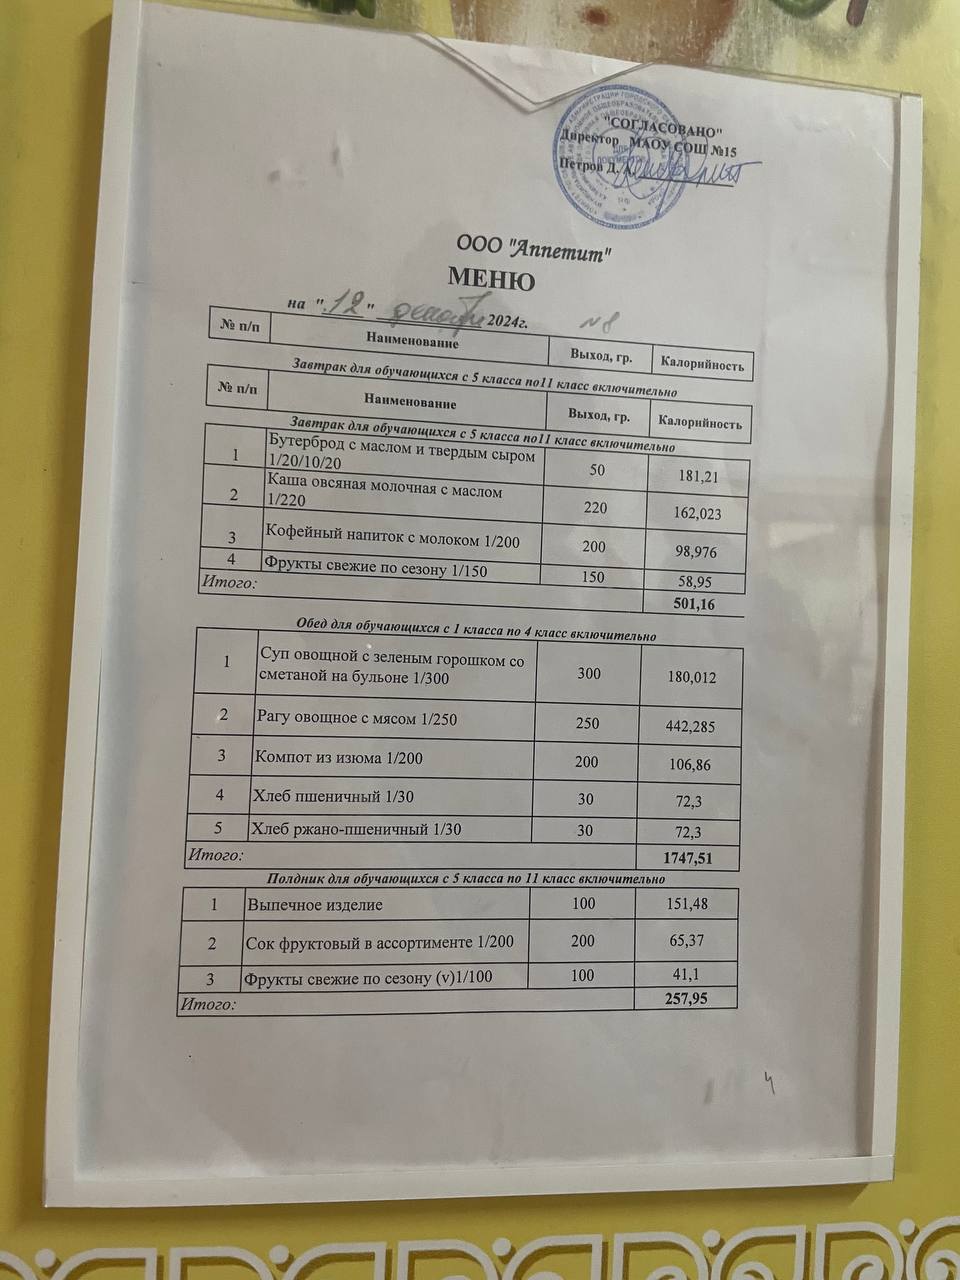 "СОГЛАСОВАНО"
Директор МАОУ СОШ №15
Петров Д. А.
ООО "Аппетит"
МЕНЮ
на "12" декабря 2024г. №8
№ п/п Наименование Выход, гр. Калорийность
Завтрак для обучающихся с 5 класса по11 класс включительно
№ п/п Наименование Выход, гр. Калорийность
Завтрак для обучающихся с 5 класса по11 класс включительно
1 Бутерброд с маслом и твердым сыром 50 181,21
1/20/10/20
2 Каша овсяная молочная с маслом 220 162,023
1/220
3 Кофейный напиток с молоком 1/200 200 98,976
4 Фрукты свежие по сезону 1/150 150 58,95
Итого: 501,16
Обед для обучающихся с 1 класса по 4 класс включительно
1 Суп овощной с зеленым горошком со 300 180,012
сметаной на бульоне 1/300
2 Рагу овощное с мясом 1/250 250 442,285
3 Компот из изюма 1/200 200 106,86
4 Хлеб пшеничный 1/30 30 72,3
5 Хлеб ржано-пшеничный 1/30 30 72,3
Итого: 1747,51
Полдник для обучающихся с 5 класса по 11 класс включительно
1 Выпечное изделие 100 151,48
2 Сок фруктовый в ассортименте 1/200 200 65,37
3 Фрукты свежие по сезону (v)1/100 100 41,1
Итого: 257,95